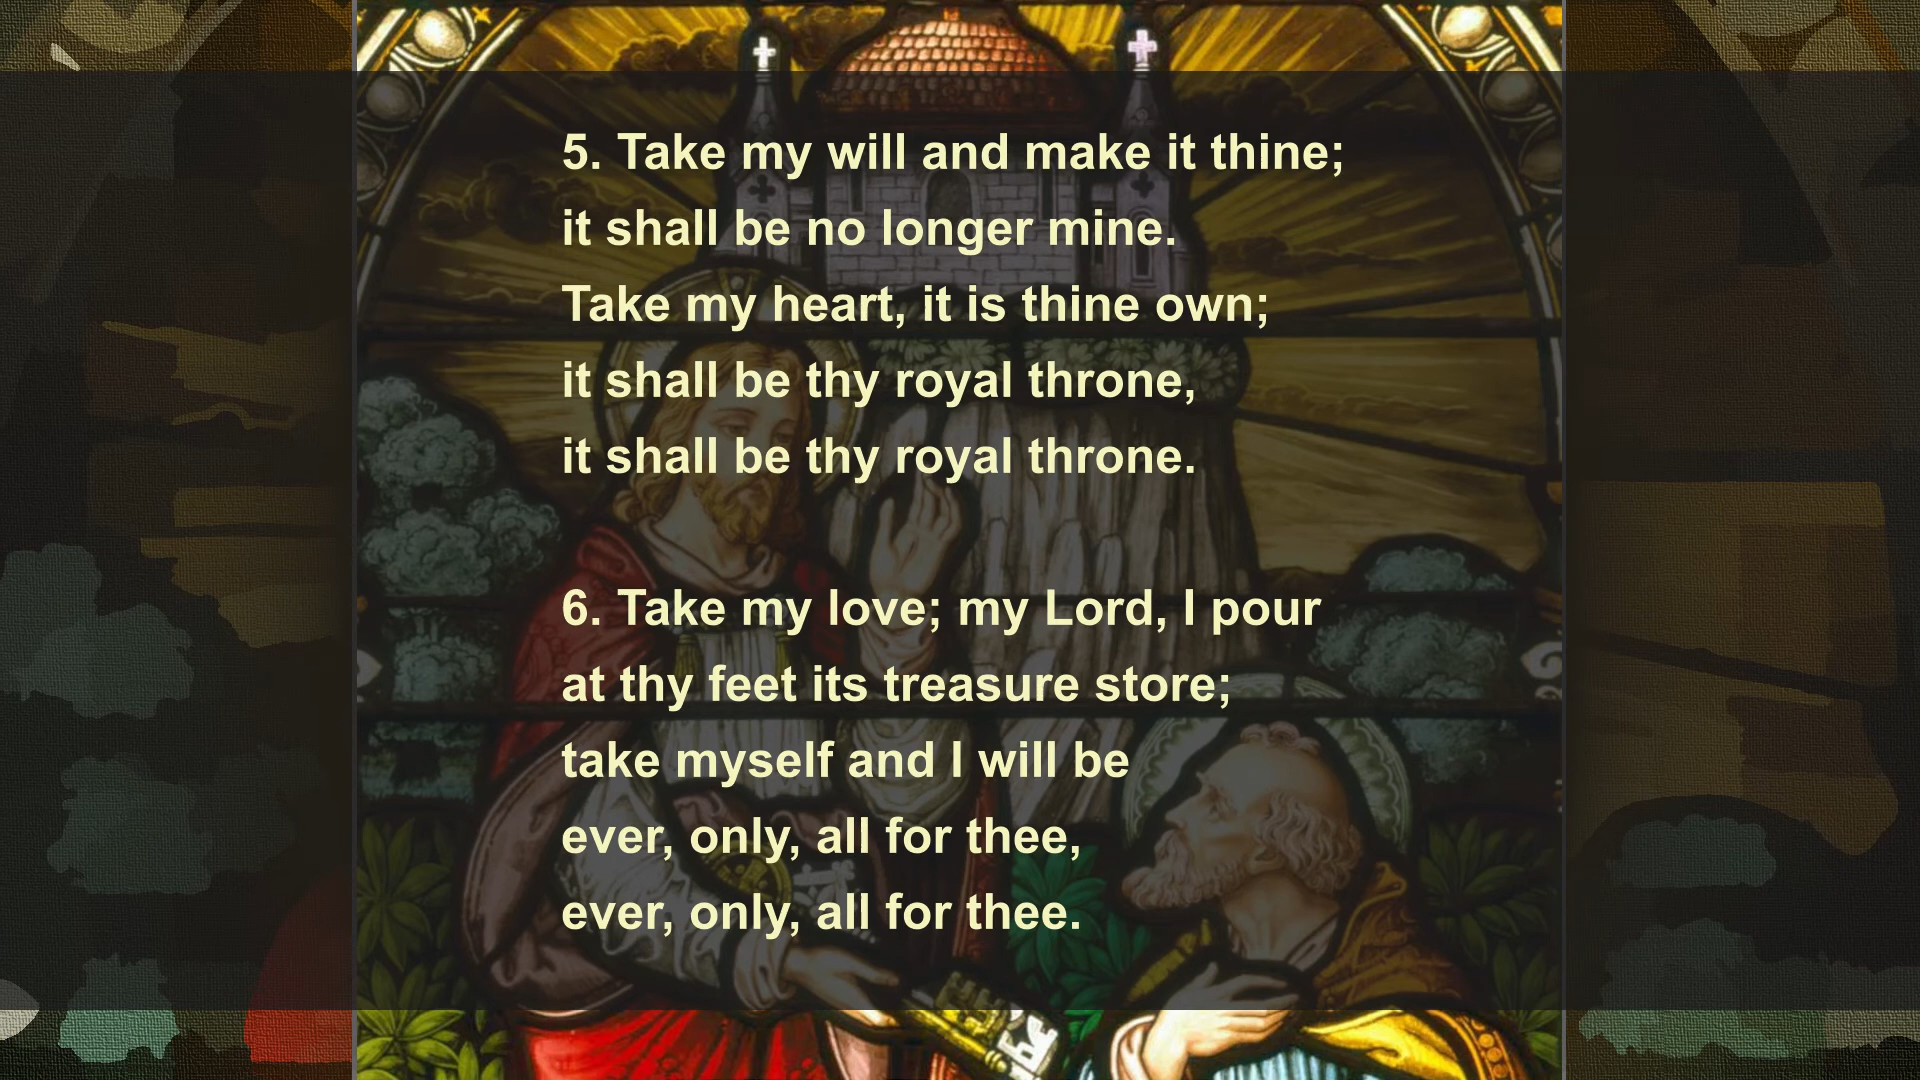 5. Take my will and make it thine;
it shall be no longer mine.
Take my heart, it is thine own;
it shall be thy royal throne,
it shall be thy royal throne.
6. Take my love; my Lord, I pour
at thy feet its treasure store;
take myself and I will be
ever, only, all for thee,
ever, only, all for thee.